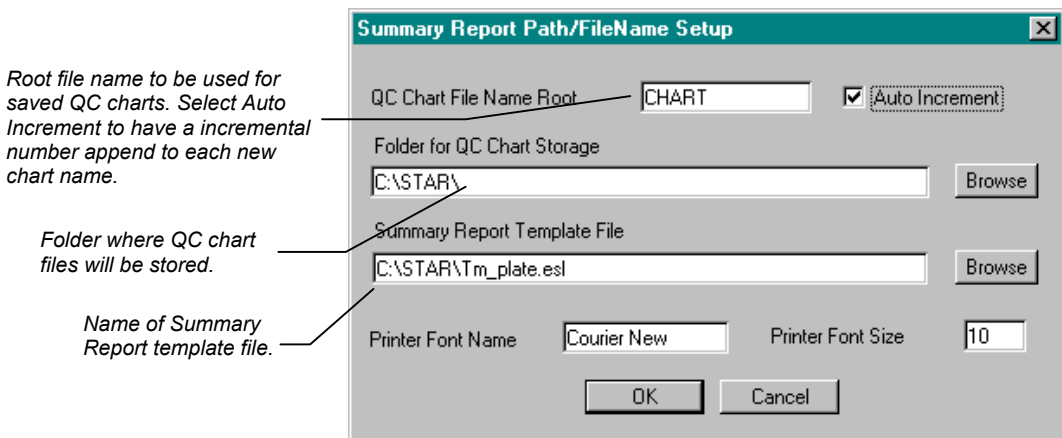 Summary Report Path/FileName Setup
Root file name to be used for
saved QC charts. Select Auto
Increment to have a incremental
number append to each new
chart name.
QC Chart File Name Root CHART Auto Increment
Folder for QC Chart Storage
C:\STAR\ Browse
Folder where QC chart
files will be stored.
Summary Report Template File
C:\STAR\Tm_plate.esl Browse
Name of Summary
Report template file.
Printer Font Name Courier New Printer Font Size 10
OK Cancel